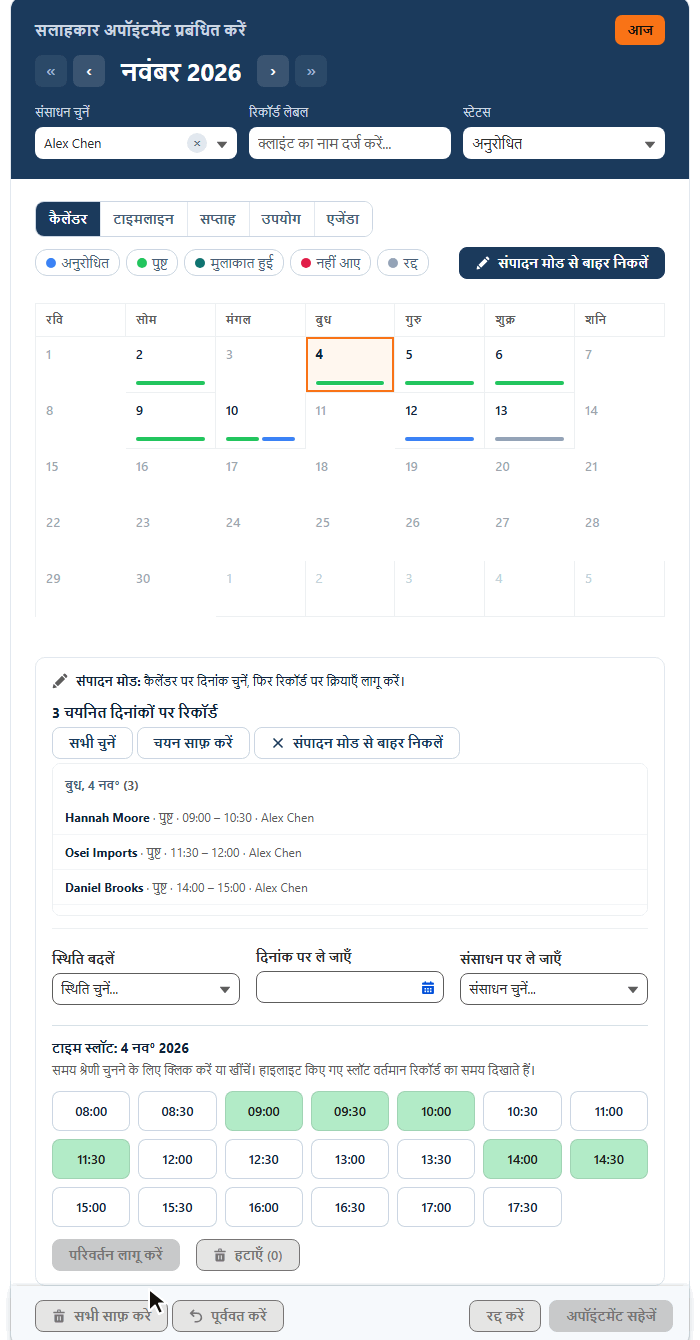 सलाहकार अपॉइंटमेंट प्रबंधित करें आज
« ‹ नवंबर 2026 › »
संसाधन चुनें रिकॉर्ड लेबल स्टेटस
Alex Chen × क्लाइंट का नाम दर्ज करें... अनुरोधित
कैलेंडर टाइमलाइन सप्ताह उपयोग एजेंडा
अनुरोधित पुष्ट मुलाकात हुई नहीं आए रद्द संपादन मोड से बाहर निकलें
रवि सोम मंगल बुध गुरु शुक्र शनि
1 2 3 4 5 6 7
8 9 10 11 12 13 14
15 16 17 18 19 20 21
22 23 24 25 26 27 28
29 30 1 2 3 4 5
संपादन मोड: कैलेंडर पर दिनांक चुनें, फिर रिकॉर्ड पर क्रियाएँ लागू करें।
3 चयनित दिनांकों पर रिकॉर्ड
सभी चुनें चयन साफ़ करें × संपादन मोड से बाहर निकलें
बुध, 4 नव॰ (3)
Hannah Moore · पुष्ट · 09:00 – 10:30 · Alex Chen
Osei Imports · पुष्ट · 11:30 – 12:00 · Alex Chen
Daniel Brooks · पुष्ट · 14:00 – 15:00 · Alex Chen
स्थिति बदलें दिनांक पर ले जाएँ संसाधन पर ले जाएँ
स्थिति चुनें... संसाधन चुनें...
टाइम स्लॉट: 4 नव॰ 2026
समय श्रेणी चुनने के लिए क्लिक करें या खींचें। हाइलाइट किए गए स्लॉट वर्तमान रिकॉर्ड का समय दिखाते हैं।
08:00 08:30 09:00 09:30 10:00 10:30 11:00
11:30 12:00 12:30 13:00 13:30 14:00 14:30
15:00 15:30 16:00 16:30 17:00 17:30
परिवर्तन लागू करें हटाएँ (0)
सभी साफ़ करें पूर्ववत करें रद्द करें अपॉइंटमेंट सहेजें